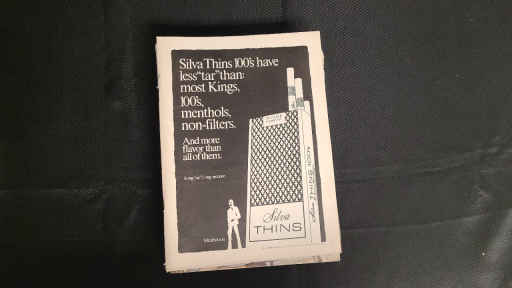 Silva Thins 100's have
less "tar" than:
most Kings,
100's,
menthols,
non-filters.
And more
flavor than
all of them.
Silva
THINS